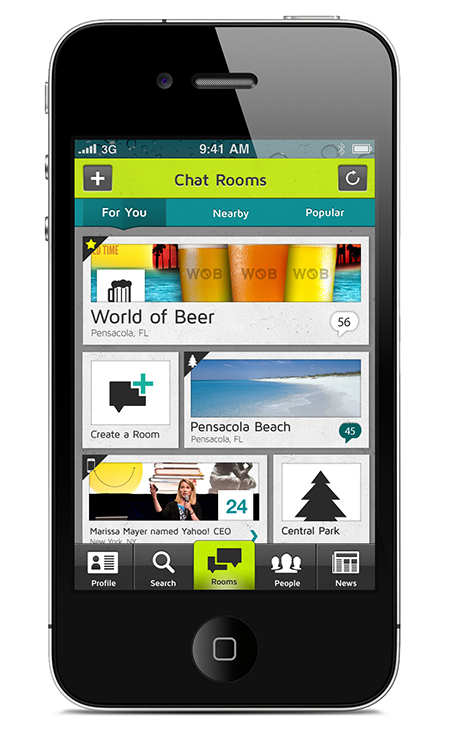 3G 9:41 AM
Chat Rooms
For You Nearby Popular
LD TIME
WOB WOB WOB
World of Beer
Pensacola, FL
56
Create a Room
Pensacola Beach
Pensacola, FL
45
24
Marissa Mayer named Yahoo! CEO
New York, NY
Central Park
Profile Search Rooms People News